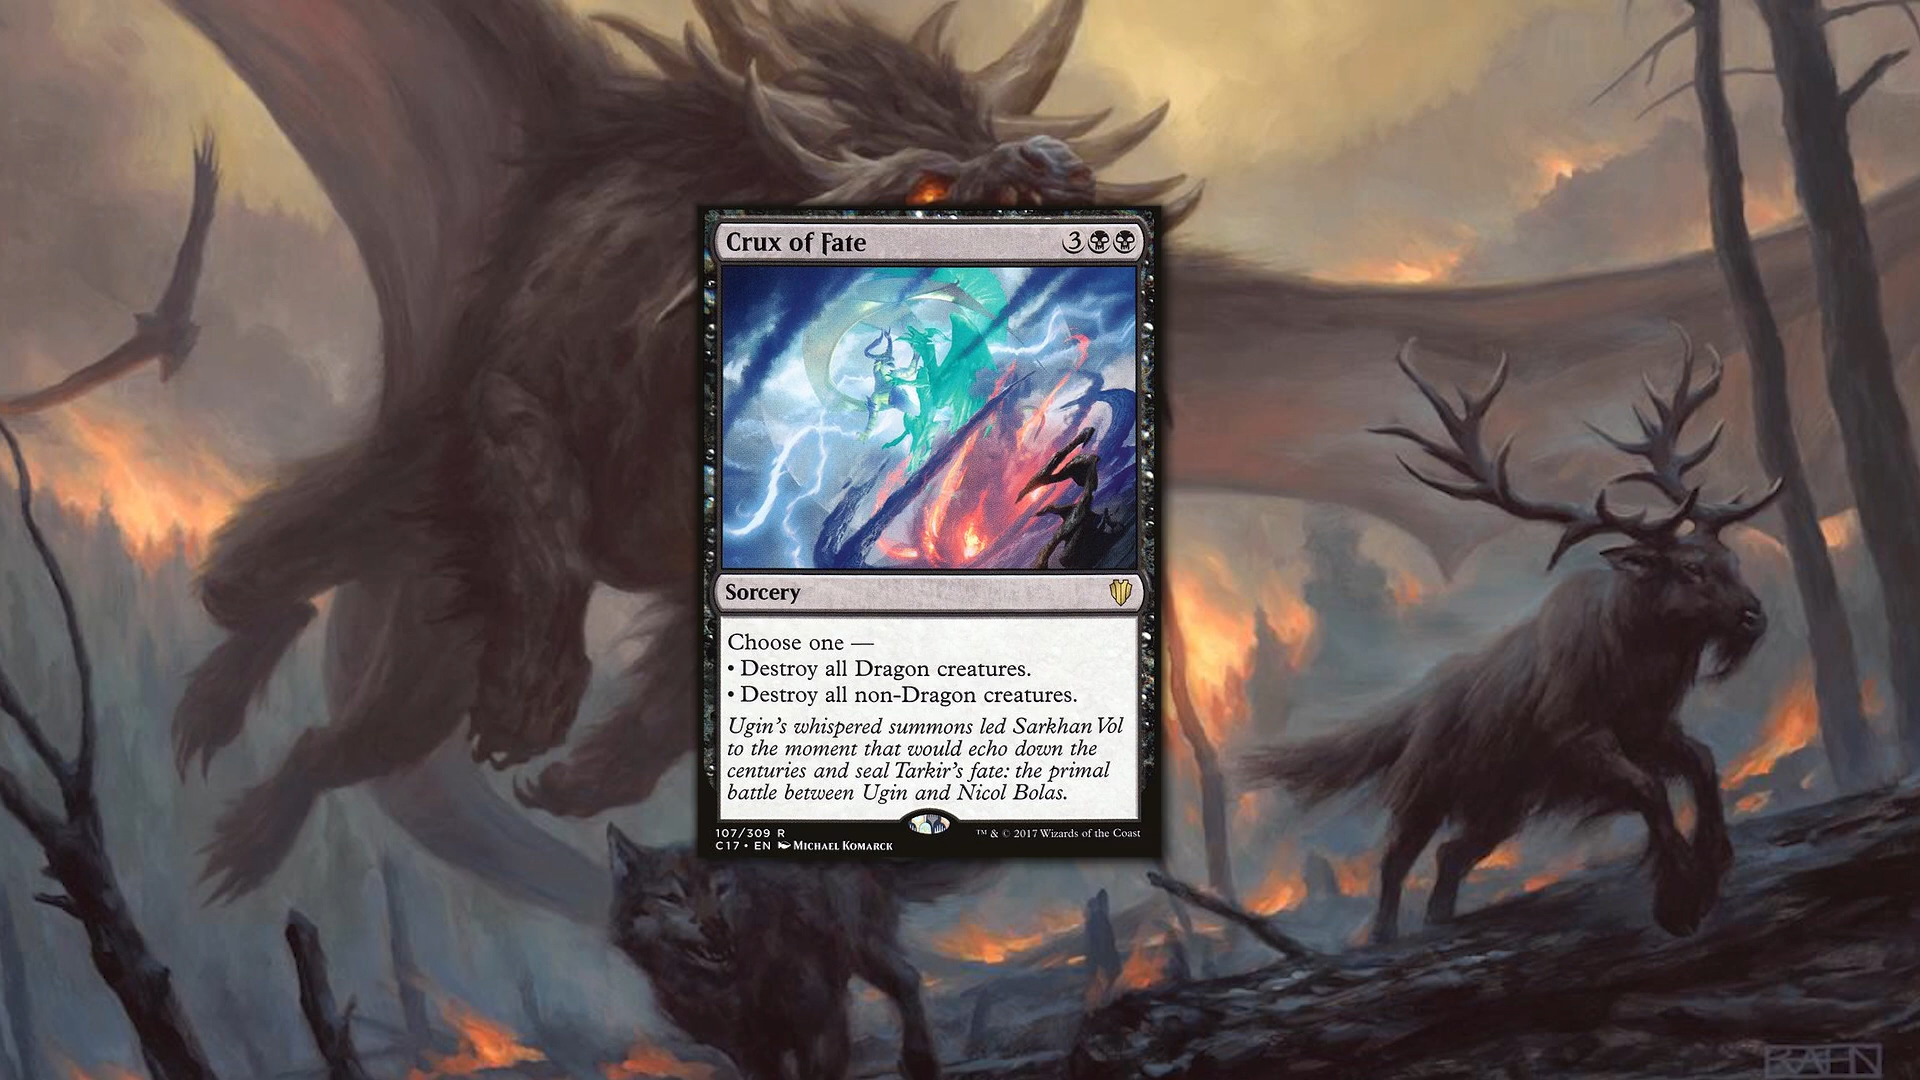 Crux of Fate 3
Sorcery
Choose one —
• Destroy all Dragon creatures.
• Destroy all non-Dragon creatures.
Ugin's whispered summons led Sarkhan Vol
to the moment that would echo down the
centuries and seal Tarkir's fate: the primal
battle between Ugin and Nicol Bolas.
107/309 R
C17 • EN Michael Komarck
™ & © 2017 Wizards of the Coast
RAHN